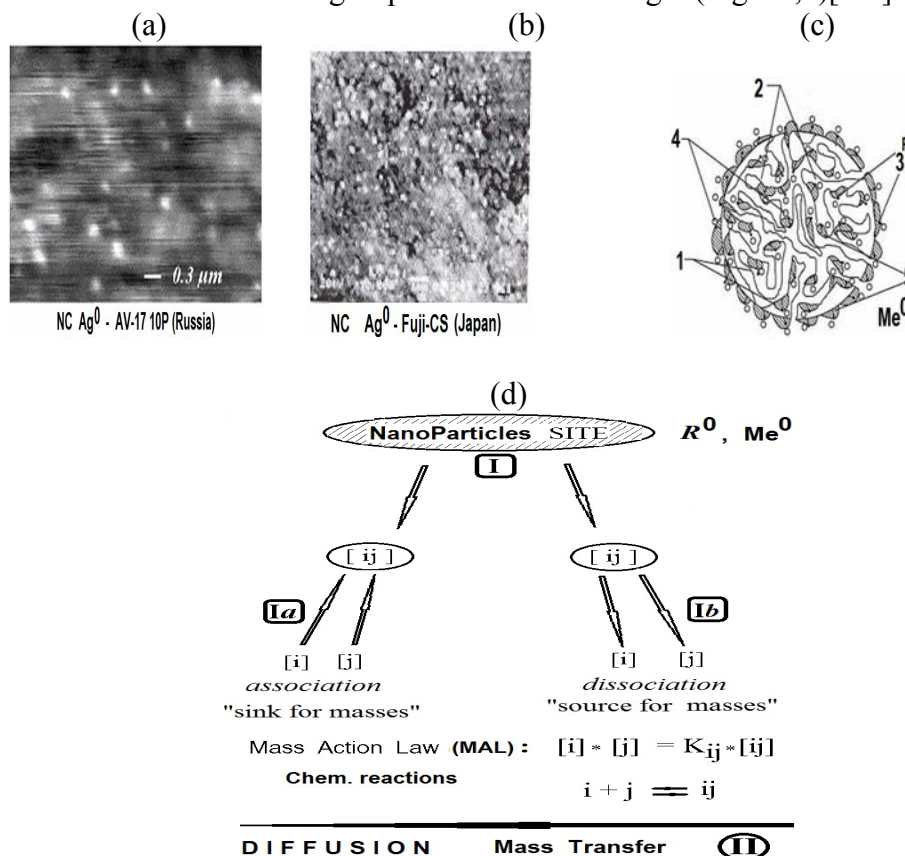 (a) (b) (c)
0.3 μm
NC Ag⁰ - AV-17 10P (Russia)
NC Ag⁰ - Fuji-CS (Japan)
2
4
3
1
Me⁰
(d)
NanoParticles SITE R⁰ , Me⁰
I
[ ij ] [ ij ]
Ia Ib
[i] [j] [i] [j]
association dissociation
"sink for masses" "source for masses"
Mass Action Law (MAL) : [i] * [j] = Kij * [ij]
Chem. reactions
i + j = ij
DIFFUSION Mass Transfer II